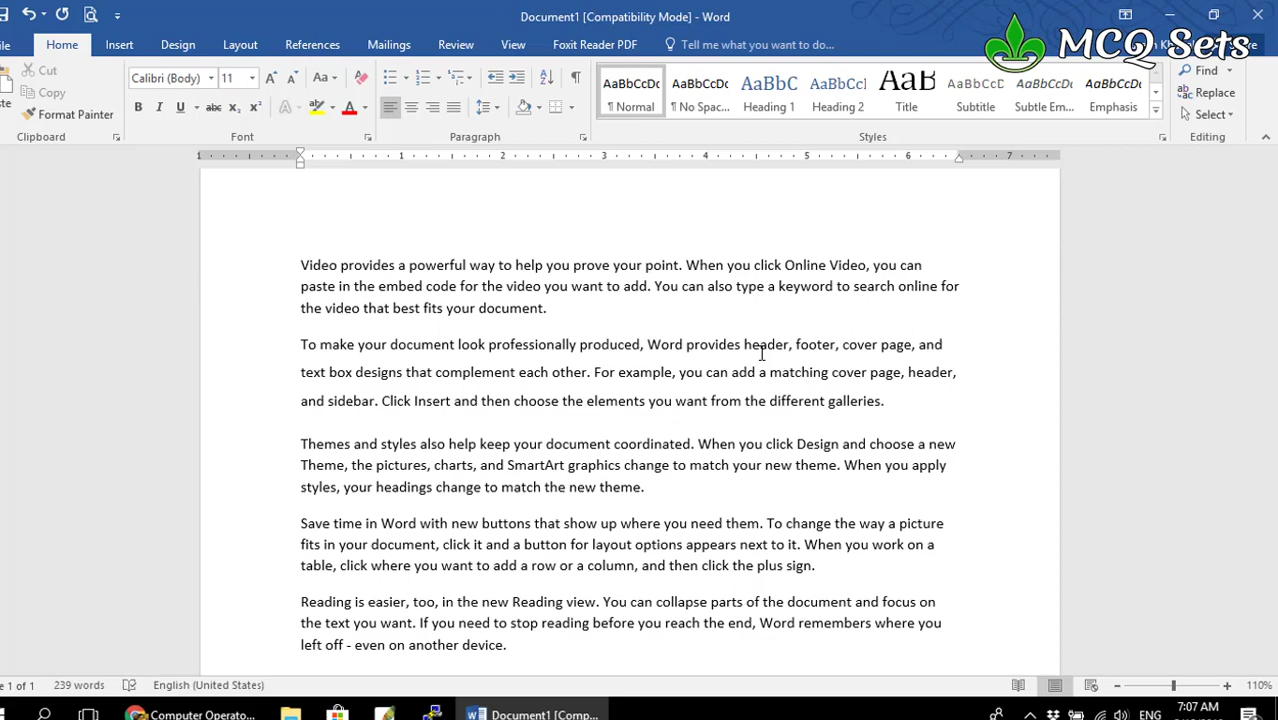 Document1 [Compatibility Mode] - Word
Home Insert Design Layout References Mailings Review View Foxit Reader PDF Tell me what you want to do...
MCQ Sets
Cut
Copy
Format Painter
Clipboard
Calibri (Body) 11
Font
Paragraph
¶ Normal
¶ No Spac...
Heading 1
Heading 2
Title
Subtitle
Subtle Em...
Emphasis
Styles
Find
Replace
Select
Editing
1 1 2 3 4 5 6 7
Video provides a powerful way to help you prove your point. When you click Online Video, you can
paste in the embed code for the video you want to add. You can also type a keyword to search online for
the video that best fits your document.
To make your document look professionally produced, Word provides header, footer, cover page, and
text box designs that complement each other. For example, you can add a matching cover page, header,
and sidebar. Click Insert and then choose the elements you want from the different galleries.
Themes and styles also help keep your document coordinated. When you click Design and choose a new
Theme, the pictures, charts, and SmartArt graphics change to match your new theme. When you apply
styles, your headings change to match the new theme.
Save time in Word with new buttons that show up where you need them. To change the way a picture
fits in your document, click it and a button for layout options appears next to it. When you work on a
table, click where you want to add a row or a column, and then click the plus sign.
Reading is easier, too, in the new Reading view. You can collapse parts of the document and focus on
the text you want. If you need to stop reading before you reach the end, Word remembers where you
left off - even on another device.
e 1 of 1 239 words English (United States) 110%
Computer Operato... Document1 [Comp... 7:07 AM